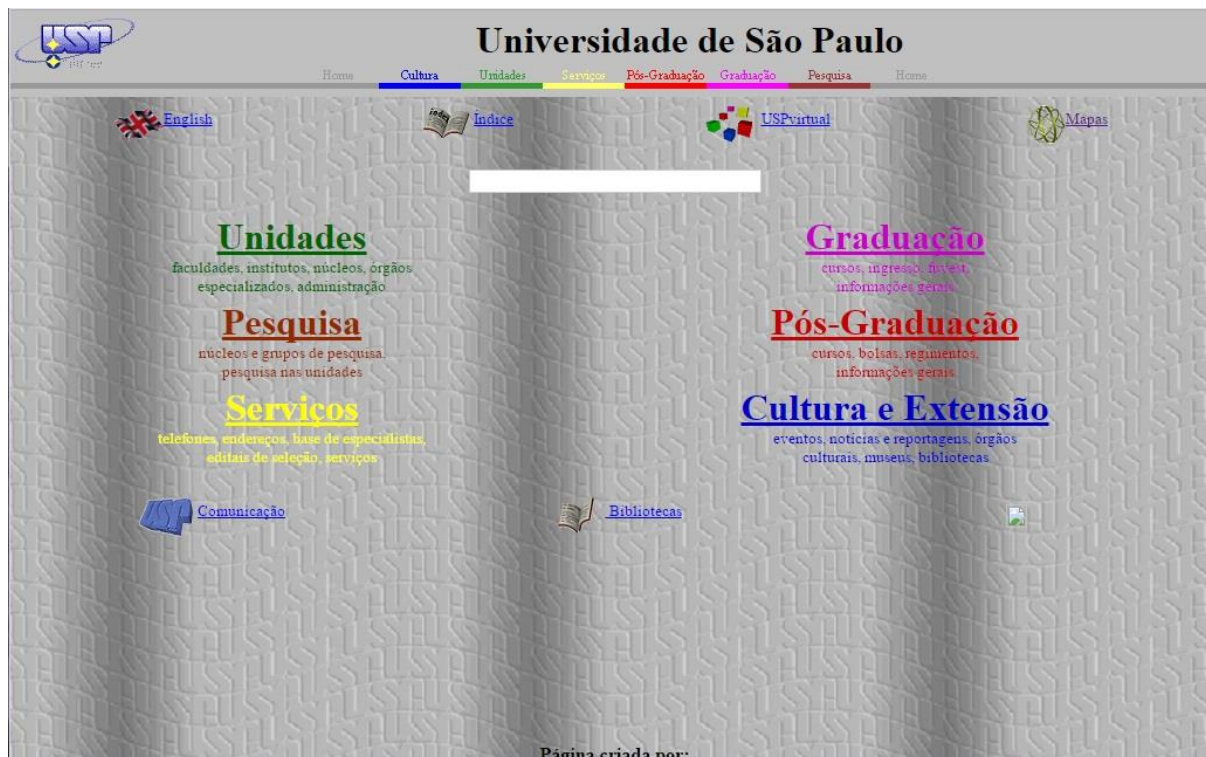 USP
Universidade de São Paulo
Home Cultura Unidades Serviços Pós-Graduação Graduação Pesquisa Home
English Índice USPvirtual Mapas
Unidades
faculdades, institutos, núcleos, órgãos
especializados, administração
Graduação
cursos, ingresso, fuvest,
informações gerais
Pesquisa
núcleos e grupos de pesquisa,
pesquisa nas unidades
Pós-Graduação
cursos, bolsas, regimentos,
informações gerais
Serviços
telefones, endereços, base de especialistas,
editais de seleção, serviços
Cultura e Extensão
eventos, notícias e reportagens, órgãos
culturais, museus, bibliotecas
USP Comunicação Bibliotecas
Página criada por: